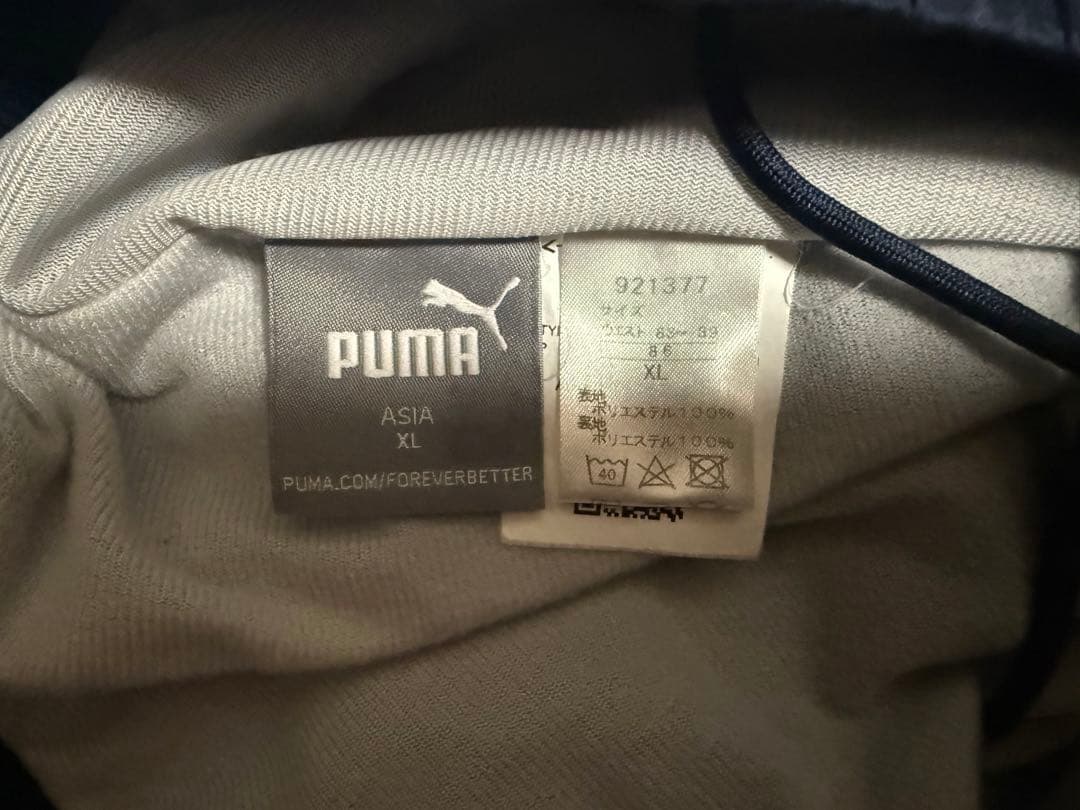 PUMA
ASIA
XL
PUMA.COM/FOREVERBETTER
921377
サイズ
ウエスト 83〜 89
86
XL
表地
ポリエステル100%
裏地
ポリエステル100%
40